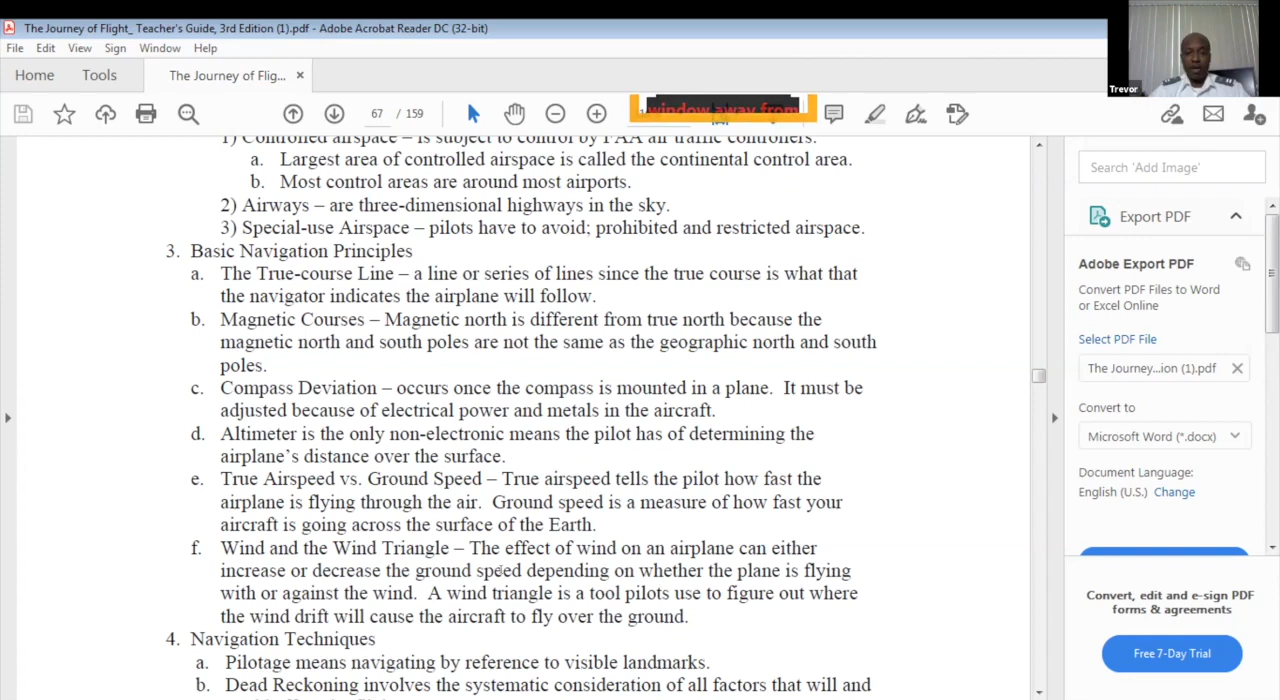 The Journey of Flight_ Teacher's Guide, 3rd Edition (1).pdf - Adobe Acrobat Reader DC (32-bit)
File Edit View Sign Window Help
Home Tools The Journey of Flig... ×
67 / 159
window away from
Trevor
1) Controlled airspace – is subject to control by FAA air traffic controllers.
a. Largest area of controlled airspace is called the continental control area.
b. Most control areas are around most airports.
2) Airways – are three-dimensional highways in the sky.
3) Special-use Airspace – pilots have to avoid; prohibited and restricted airspace.
3. Basic Navigation Principles
a. The True-course Line – a line or series of lines since the true course is what that
the navigator indicates the airplane will follow.
b. Magnetic Courses – Magnetic north is different from true north because the
magnetic north and south poles are not the same as the geographic north and south
poles.
c. Compass Deviation – occurs once the compass is mounted in a plane. It must be
adjusted because of electrical power and metals in the aircraft.
d. Altimeter is the only non-electronic means the pilot has of determining the
airplane's distance over the surface.
e. True Airspeed vs. Ground Speed – True airspeed tells the pilot how fast the
airplane is flying through the air. Ground speed is a measure of how fast your
aircraft is going across the surface of the Earth.
f. Wind and the Wind Triangle – The effect of wind on an airplane can either
increase or decrease the ground speed depending on whether the plane is flying
with or against the wind. A wind triangle is a tool pilots use to figure out where
the wind drift will cause the aircraft to fly over the ground.
4. Navigation Techniques
a. Pilotage means navigating by reference to visible landmarks.
b. Dead Reckoning involves the systematic consideration of all factors that will and
Search 'Add Image'
Export PDF
Adobe Export PDF
Convert PDF Files to Word
or Excel Online
Select PDF File
The Journey...ion (1).pdf ×
Convert to
Microsoft Word (*.docx)
Document Language:
English (U.S.) Change
Convert, edit and e-sign PDF
forms & agreements
Free 7-Day Trial